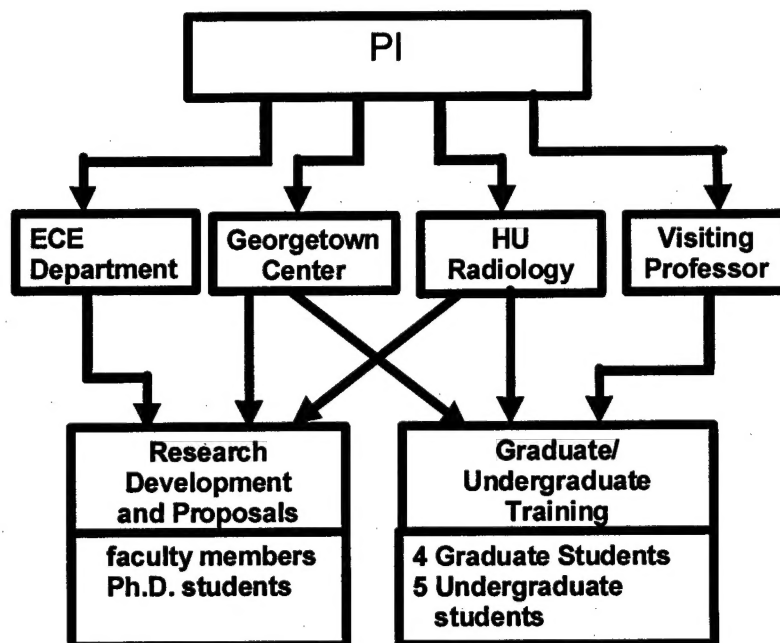 PI
ECE
Department
Georgetown
Center
HU
Radiology
Visiting
Professor
Research
Development
and Proposals
faculty members
Ph.D. students
Graduate/
Undergraduate
Training
4 Graduate Students
5 Undergraduate
students